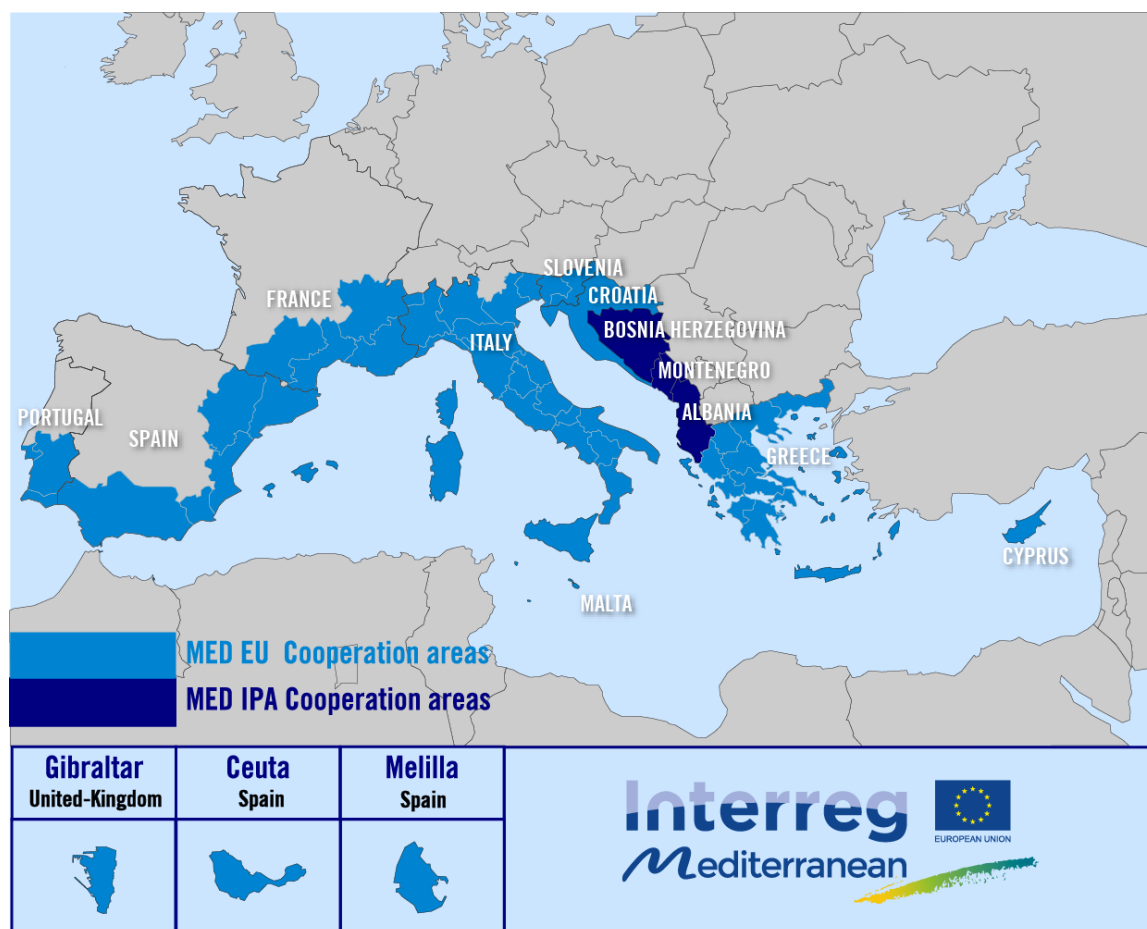 SLOVENIA
FRANCE
CROATIA
BOSNIA HERZEGOVINA
ITALY
MONTENEGRO
PORTUGAL
SPAIN
ALBANIA
GREECE
CYPRUS
MALTA
MED EU Cooperation areas
MED IPA Cooperation areas
Gibraltar
United-Kingdom
Ceuta
Spain
Melilla
Spain
Interreg
EUROPEAN UNION
Mediterranean